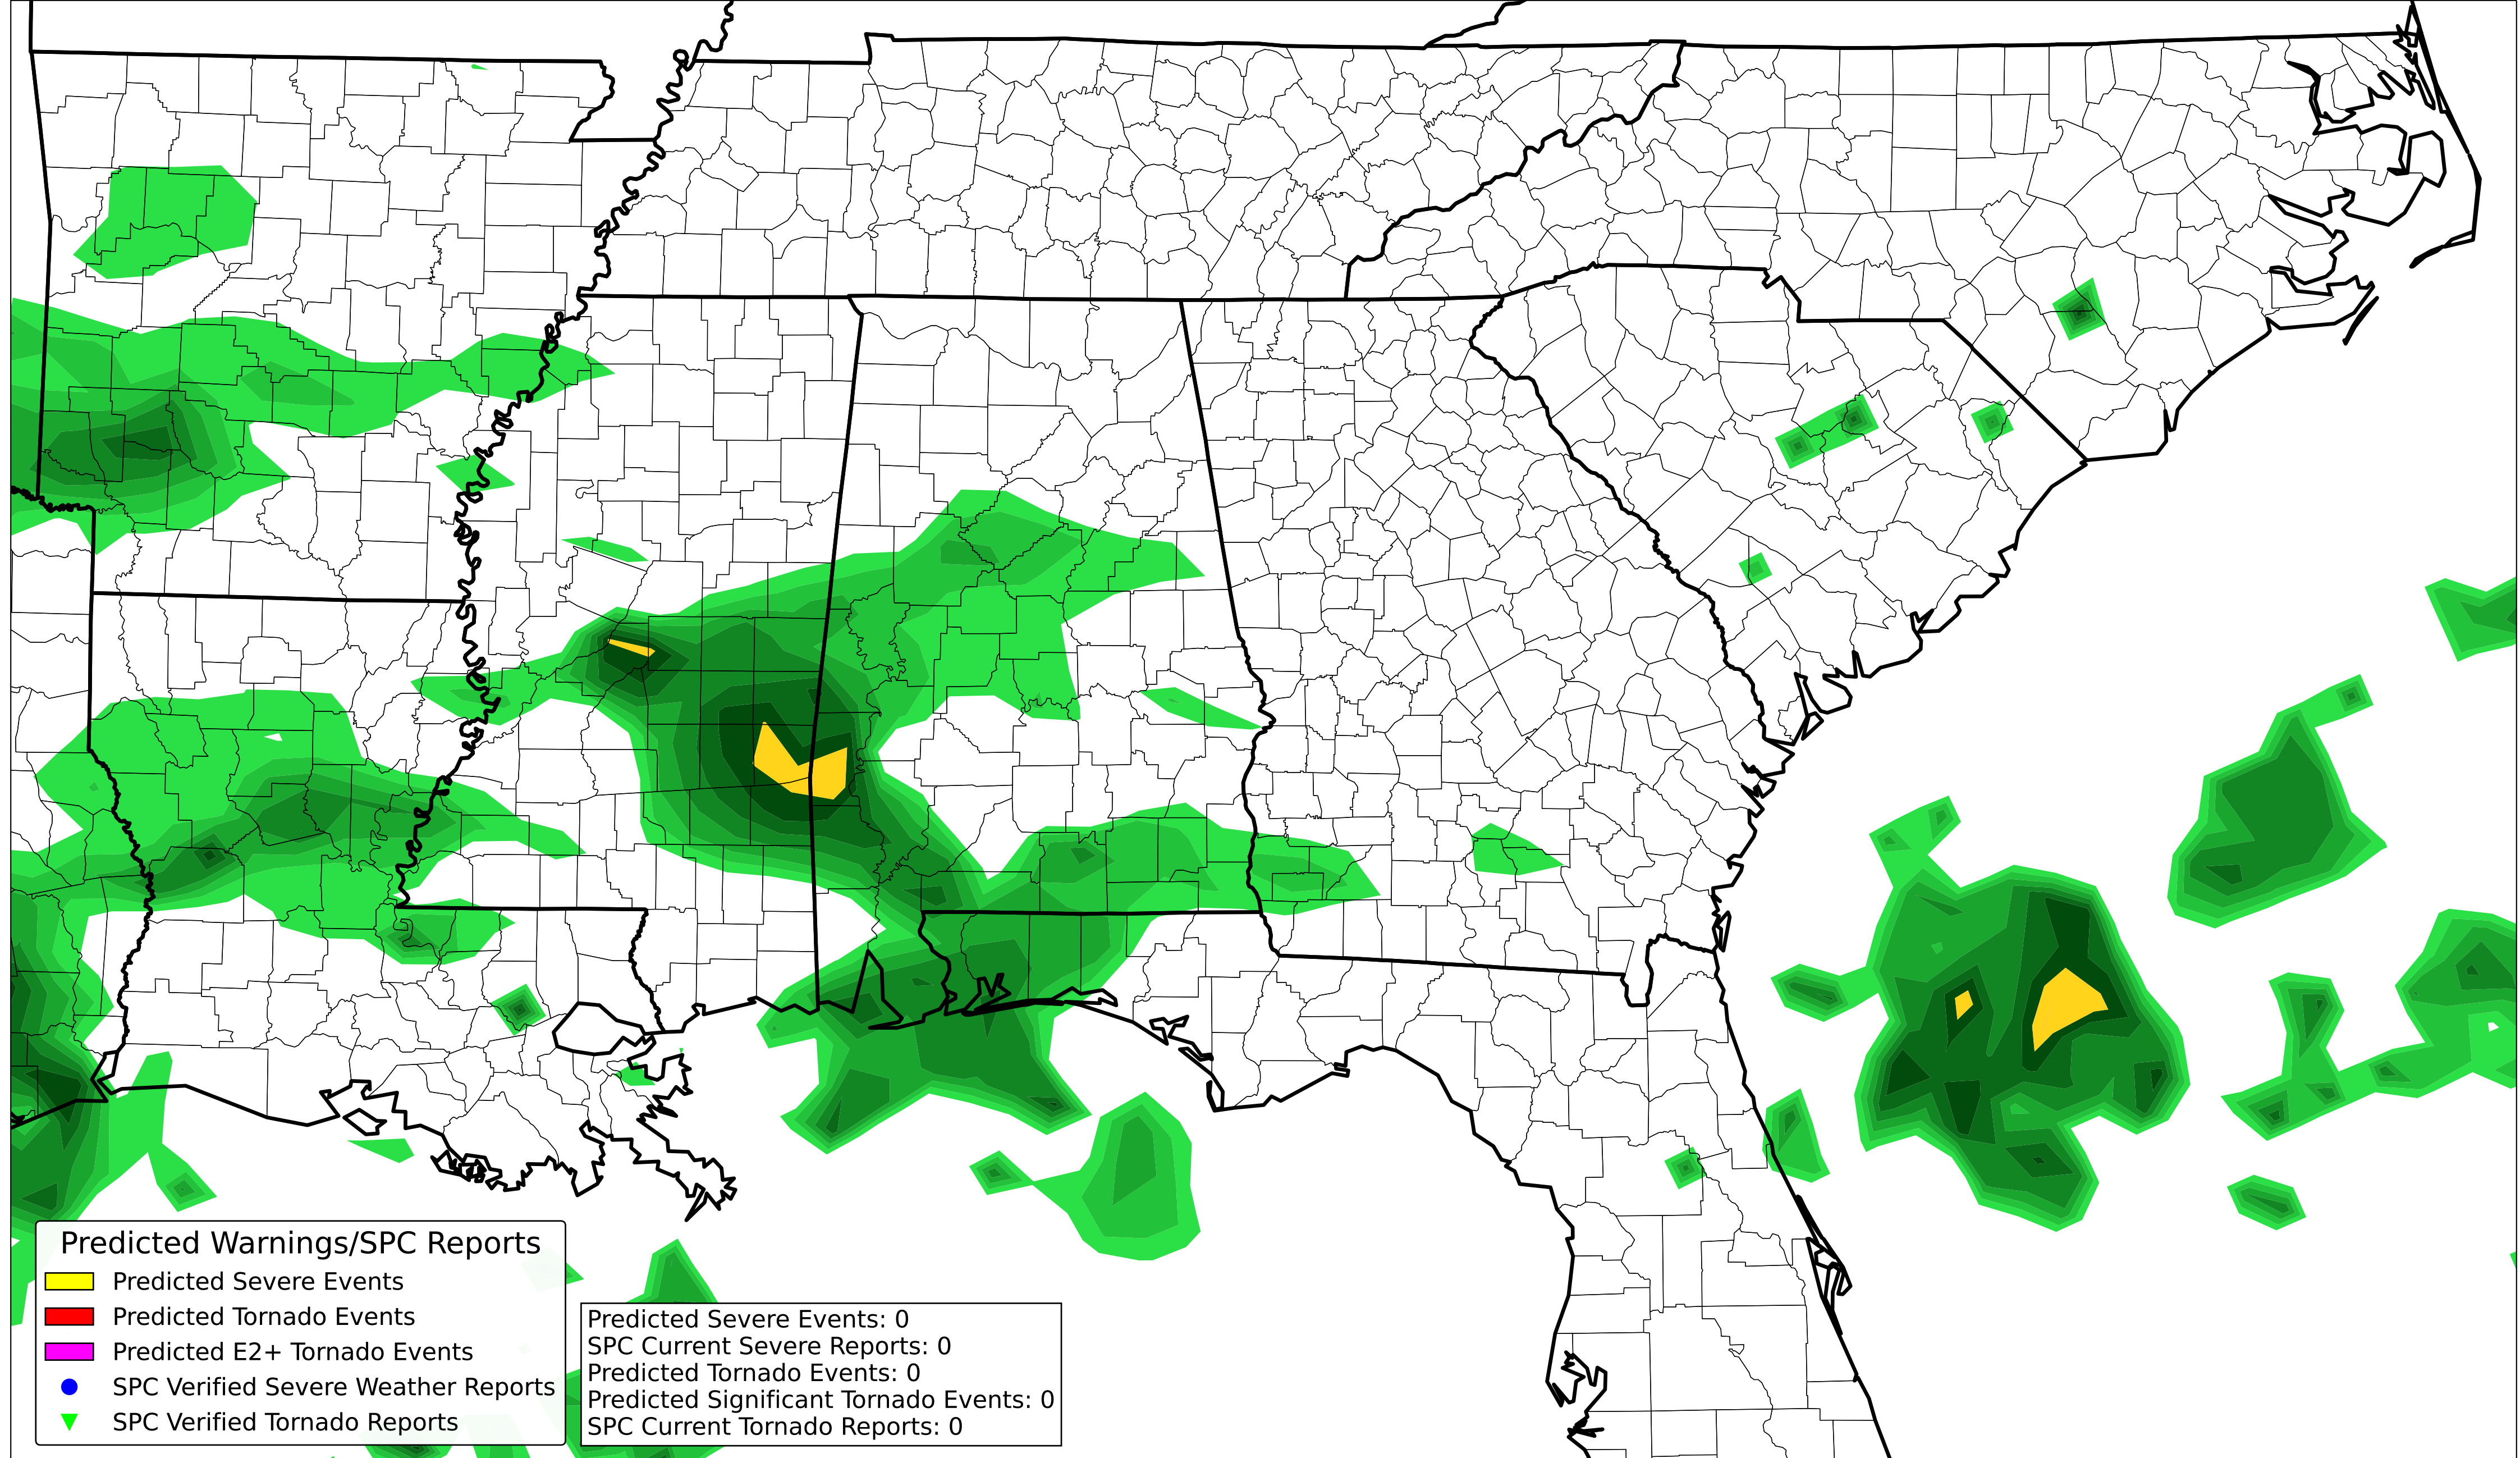 Predicted Warnings/SPC Reports
Predicted Severe Events
Predicted Tornado Events
Predicted E2+ Tornado Events
SPC Verified Severe Weather Reports
SPC Verified Tornado Reports
Predicted Severe Events: 0
SPC Current Severe Reports: 0
Predicted Tornado Events: 0
Predicted Significant Tornado Events: 0
SPC Current Tornado Reports: 0